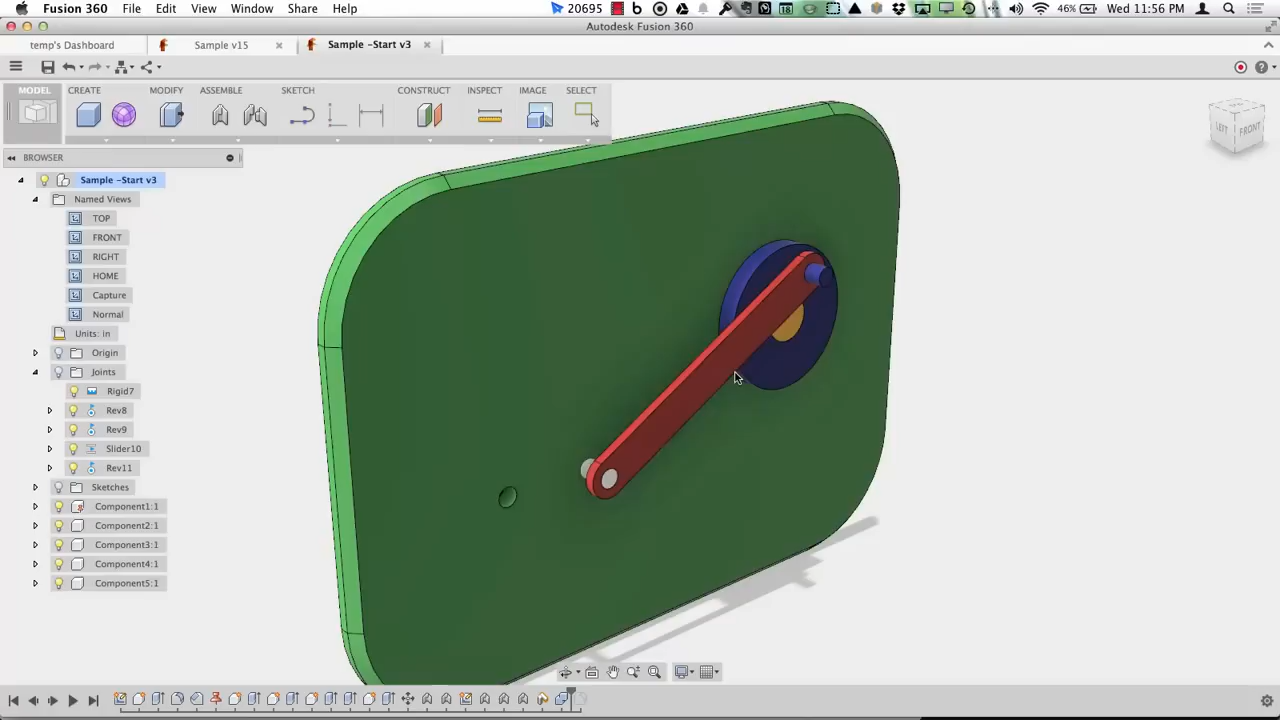 Fusion 360 File Edit View Window Share Help 20695 18 46% Wed 11:56 PM
Autodesk Fusion 360
temp's Dashboard Sample v15 Sample -Start v3
MODEL CREATE MODIFY ASSEMBLE SKETCH CONSTRUCT INSPECT IMAGE SELECT
LEFT FRONT
BROWSER
Sample -Start v3
Named Views
TOP
FRONT
RIGHT
HOME
Capture
Normal
Units: in
Origin
Joints
Rigid7
Rev8
Rev9
Slider10
Rev11
Sketches
Component1:1
Component2:1
Component3:1
Component4:1
Component5:1